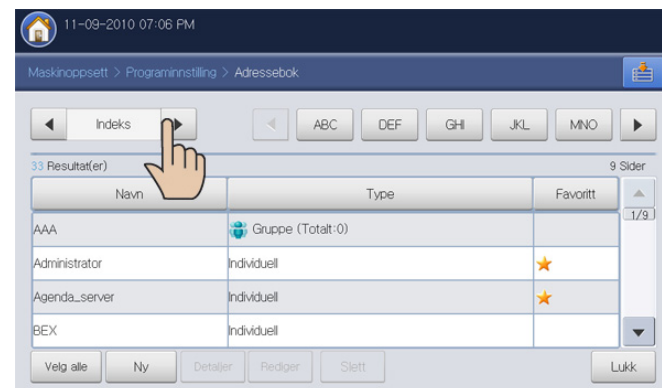 11-09-2010 07:06 PM
Maskinoppsett > Programinnstilling > Adressebok
Indeks ABC DEF GHI JKL MNO
33 Resultat(er) 9 Sider
Navn Type Favoritt
1/9
AAA Gruppe (Totalt:0)
Administrator Individuell
Agenda_server Individuell
BEX Individuell
Velg alle Ny Detaljer Rediger Slett Lukk